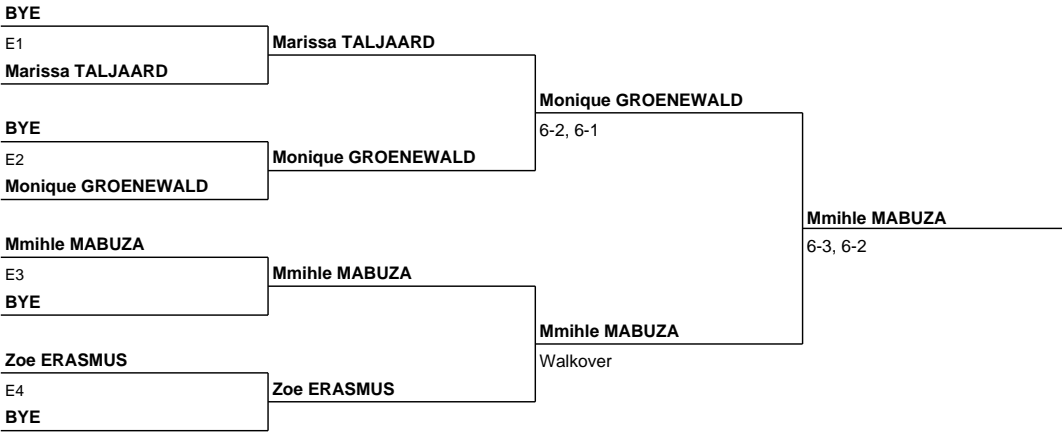 BYE
E1
Marissa TALJAARD
Marissa TALJAARD
BYE
E2
Monique GROENEWALD
Monique GROENEWALD
Monique GROENEWALD
6-2, 6-1
Mmihle MABUZA
E3
BYE
Mmihle MABUZA
Zoe ERASMUS
E4
BYE
Zoe ERASMUS
Mmihle MABUZA
Walkover
Mmihle MABUZA
6-3, 6-2